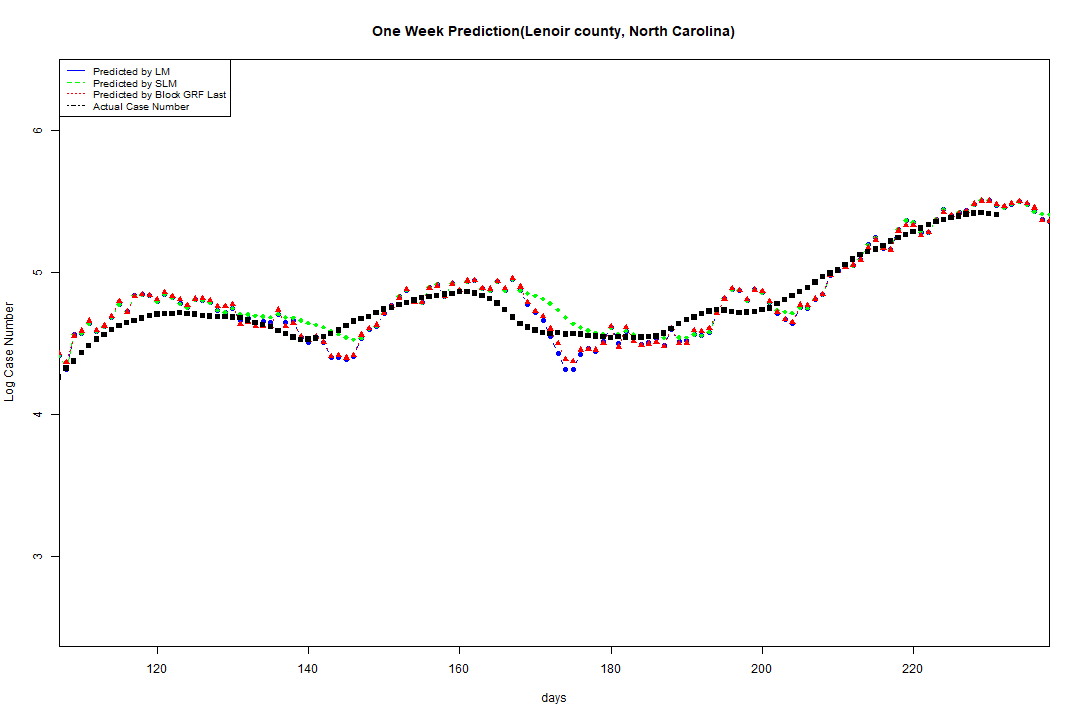 One Week Prediction(Lenoir county, North Carolina)
Predicted by LM
Predicted by SLM
Predicted by Block GRF Last
Actual Case Number
6
5
4
3
Log Case Number
120 140 160 180 200 220
days